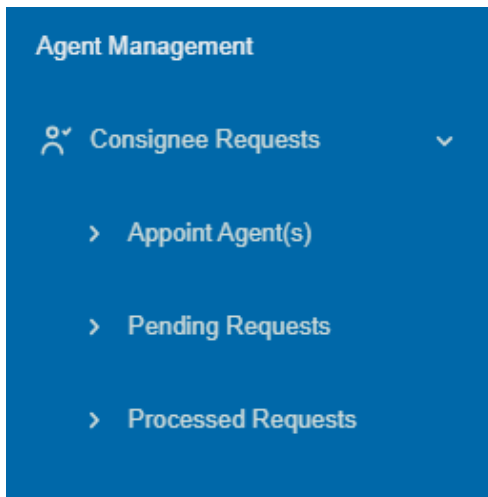 Agent Management
Consignee Requests
Appoint Agent(s)
Pending Requests
Processed Requests